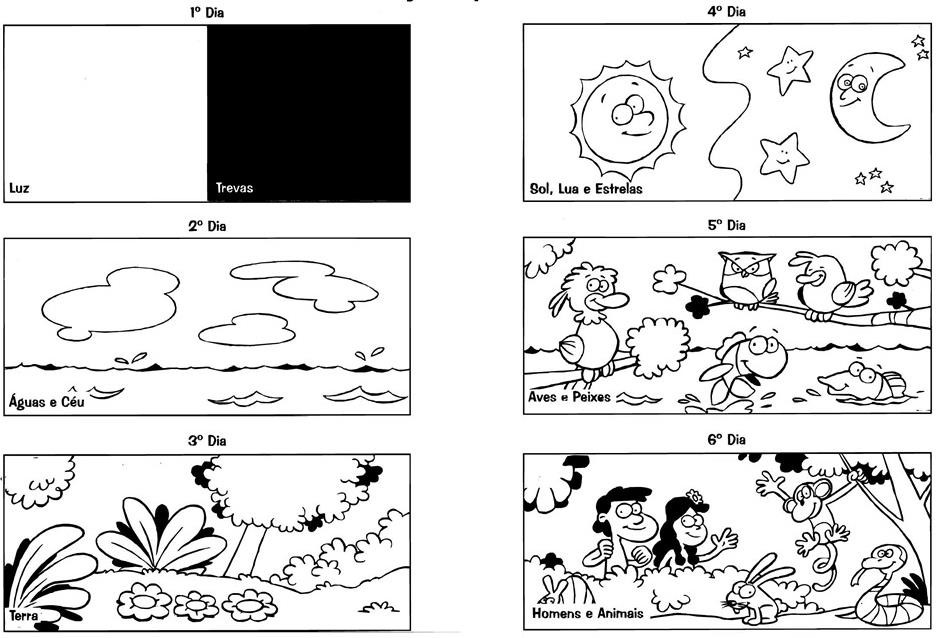 1º Dia
Luz
Trevas
2º Dia
Águas e Céu
3º Dia
Terra
4º Dia
Sol, Lua e Estrelas
5º Dia
Aves e Peixes
6º Dia
Homens e Animais